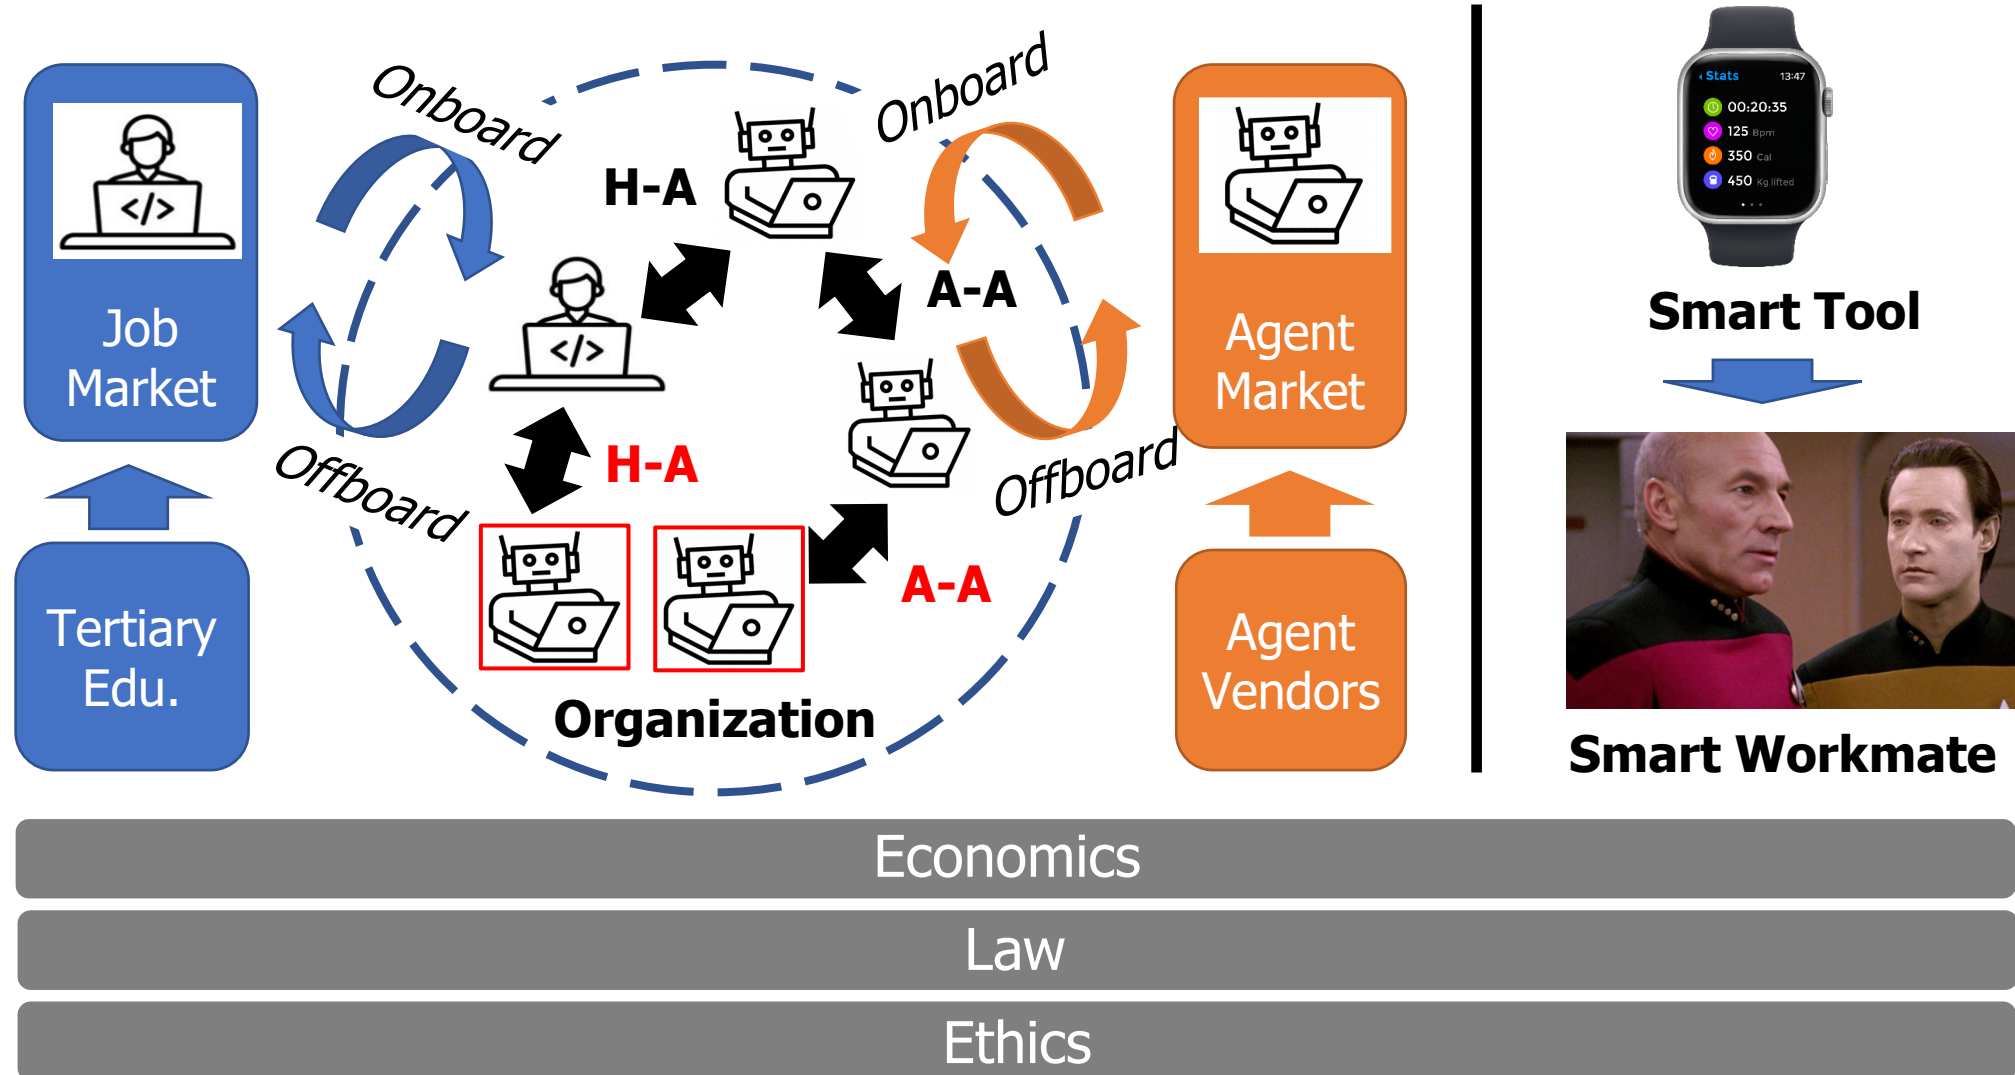 Onboard
Onboard
Job
Market
</>
H-A
</>
A-A
H-A
A-A
Offboard
Offboard
Organization
Tertiary
Edu.
Agent
Market
Agent
Vendors
Stats 13:47
00:20:35
125 Bpm
350 Cal
450 Kg lifted
Smart Tool
Smart Workmate
Economics
Law
Ethics